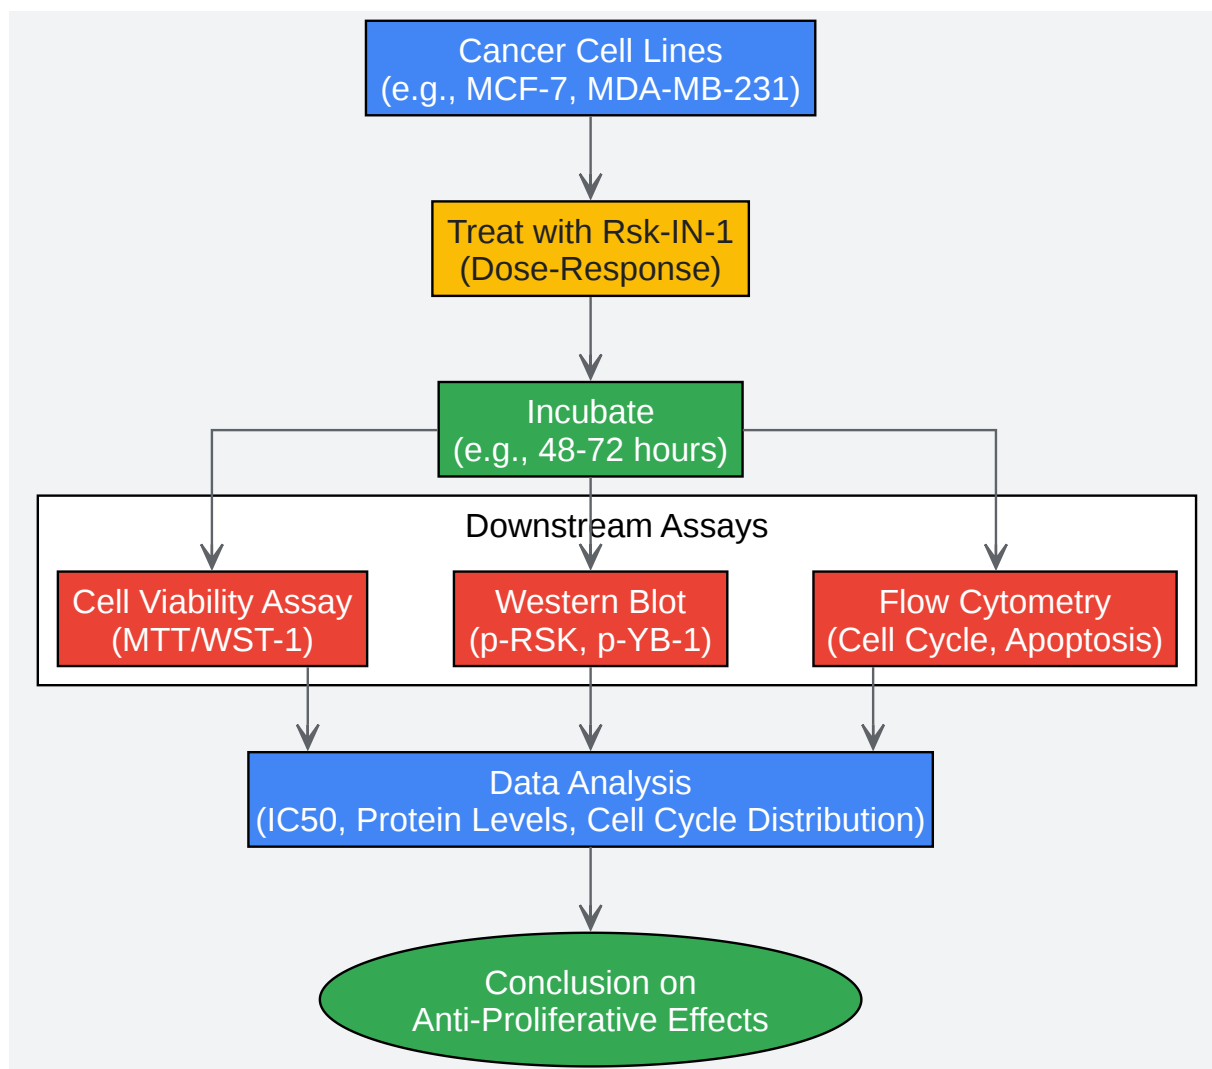 Cancer Cell Lines
(e.g., MCF-7, MDA-MB-231)
Treat with Rsk-IN-1
(Dose-Response)
Incubate
(e.g., 48-72 hours)
Downstream Assays
Cell Viability Assay
(MTT/WST-1)
Western Blot
(p-RSK, p-YB-1)
Flow Cytometry
(Cell Cycle, Apoptosis)
Data Analysis
(IC50, Protein Levels, Cell Cycle Distribution)
Conclusion on
Anti-Proliferative Effects